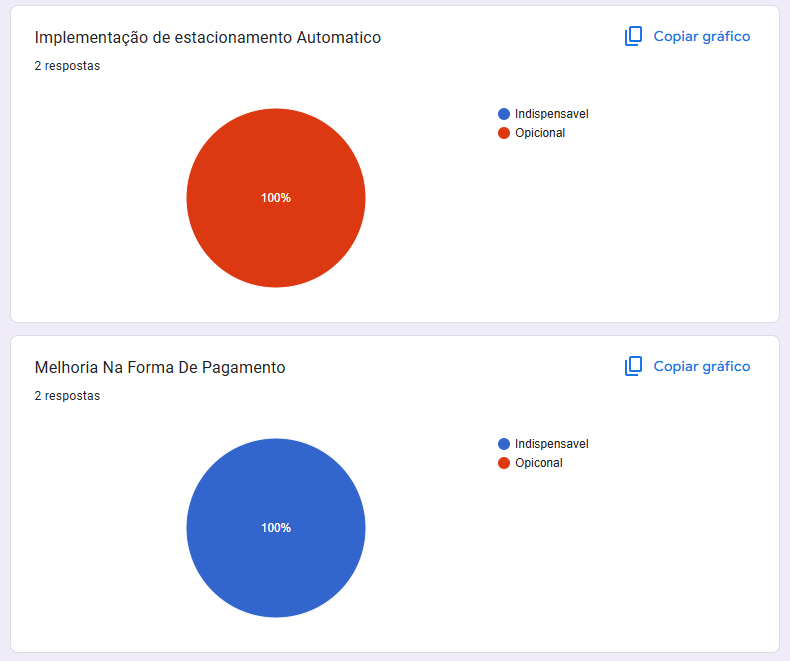 Implementação de estacionamento Automatico
Copiar gráfico
2 respostas
Indispensavel
Opicional
100%
Melhoria Na Forma De Pagamento
Copiar gráfico
2 respostas
Indispensavel
Opiconal
100%